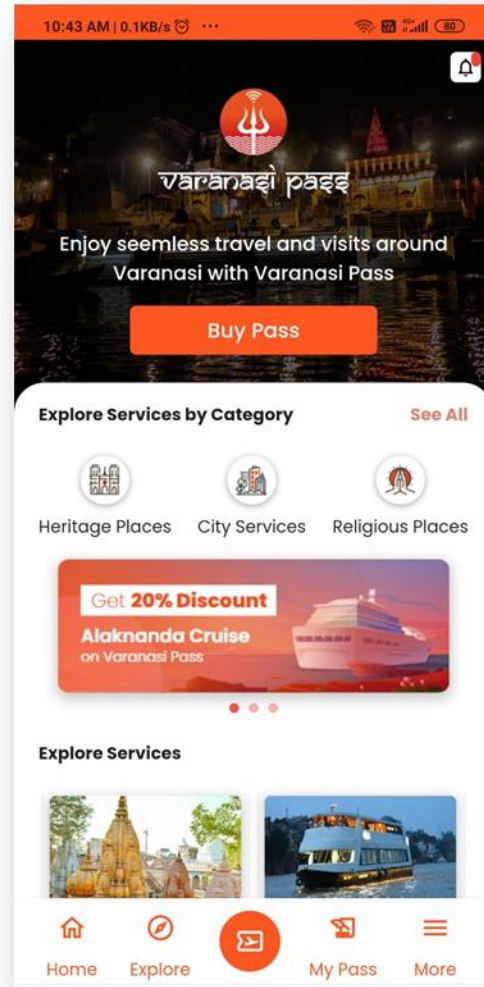 10:43 AM | 0.1KB/s
80
varanasi pass
Enjoy seemless travel and visits around
Varanasi with Varanasi Pass
Buy Pass
Explore Services by Category See All
Heritage Places City Services Religious Places
Get 20% Discount
Alaknanda Cruise
on Varanasi Pass
Explore Services
Home Explore My Pass More